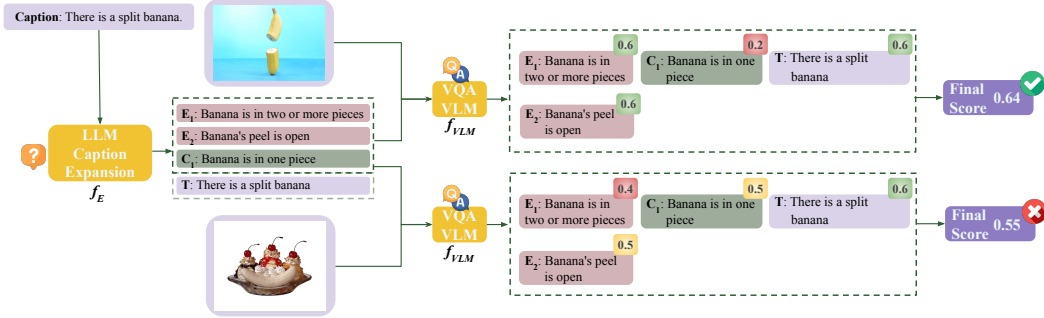 Caption: There is a split banana.
?
LLM
Caption
Expansion
f_E
E₁: Banana is in two or more pieces
E₂: Banana's peel is open
C₁: Banana is in one piece
T: There is a split banana
Q A
VQA
VLM
f_VLM
0.6
E₁: Banana is in
two or more pieces
0.2
C₁: Banana is in one
piece
0.6
T: There is a split
banana
0.6
E₂: Banana's peel
is open
Final
Score 0.64
Q A
VQA
VLM
f_VLM
0.4
E₁: Banana is in
two or more pieces
0.5
C₁: Banana is in one
piece
0.6
T: There is a split
banana
0.5
E₂: Banana's peel
is open
Final
Score 0.55